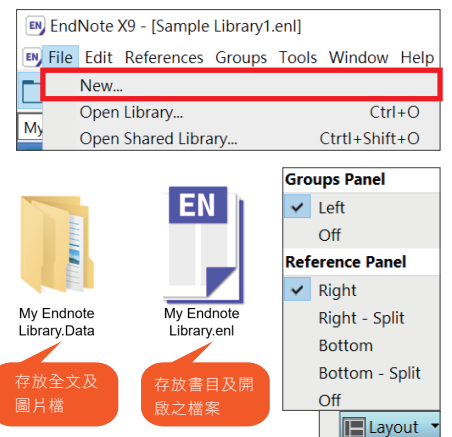 EN EndNote X9 - [Sample Library1.enl]
EN File Edit References Groups Tools Window Help
New...
Open Library... Ctrl+O
My
Open Shared Library... Ctrtl+Shift+O
Groups Panel
Left
Off
Reference Panel
Right
Right - Split
Bottom
Bottom - Split
Off
Layout
EN
My Endnote
Library.Data
My Endnote
Library.enl
存放全文及
圖片檔
存放書目及開
啟之檔案